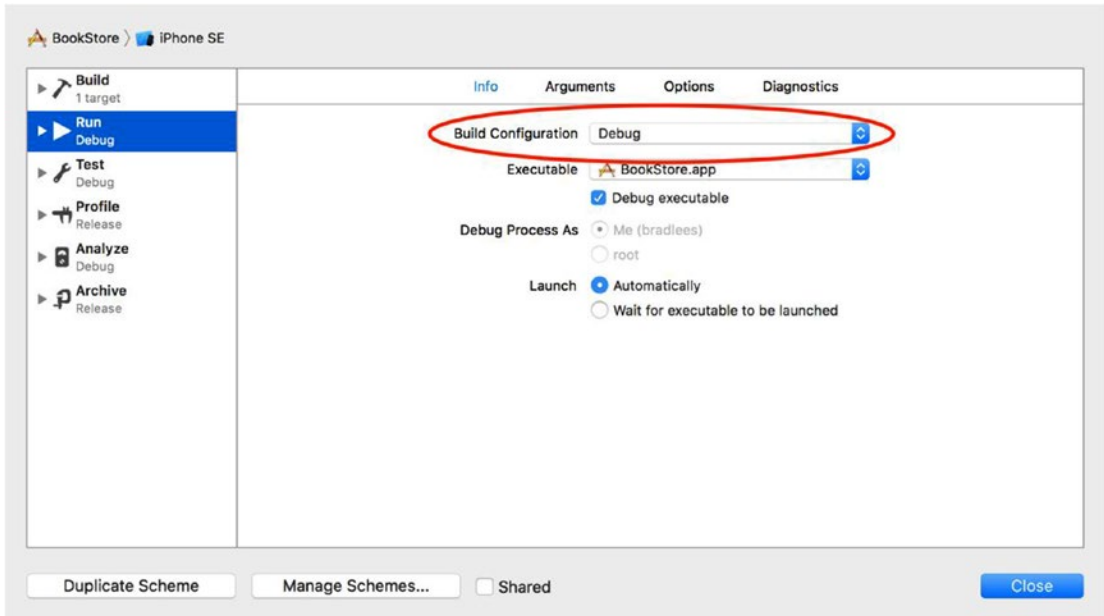 BookStore iPhone SE
Build
1 target
Run
Debug
Test
Debug
Profile
Release
Analyze
Debug
Archive
Release
Info Arguments Options Diagnostics
Build Configuration Debug
Executable BookStore.app
Debug executable
Debug Process As Me (bradlees)
root
Launch Automatically
Wait for executable to be launched
Duplicate Scheme Manage Schemes... Shared Close